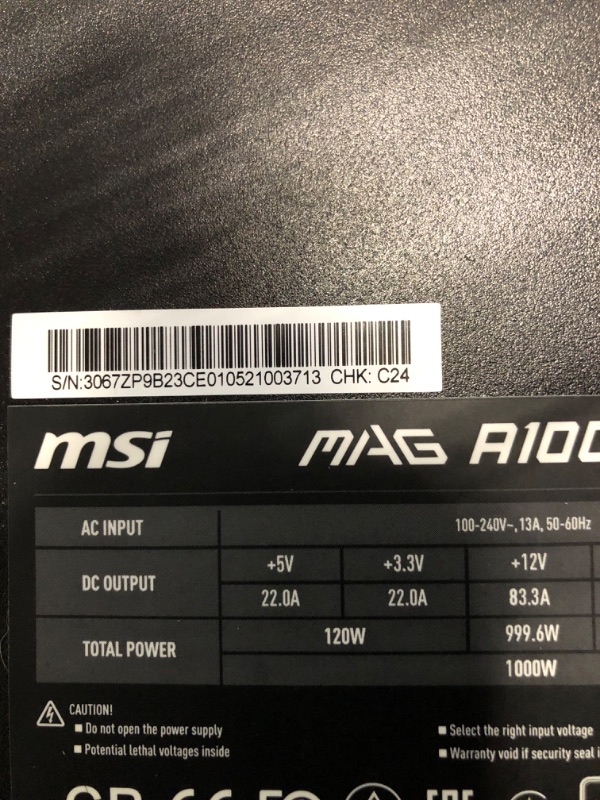 S/N:3067ZP9B23CE010521003713 CHK: C24
msi MAG A100
AC INPUT 100-240V~, 13A, 50-60Hz
DC OUTPUT +5V +3.3V +12V
22.0A 22.0A 83.3A
TOTAL POWER 120W 999.6W
1000W
CAUTION!
Do not open the power supply
Potential lethal voltages inside
Select the right input voltage
Warranty void if security seal